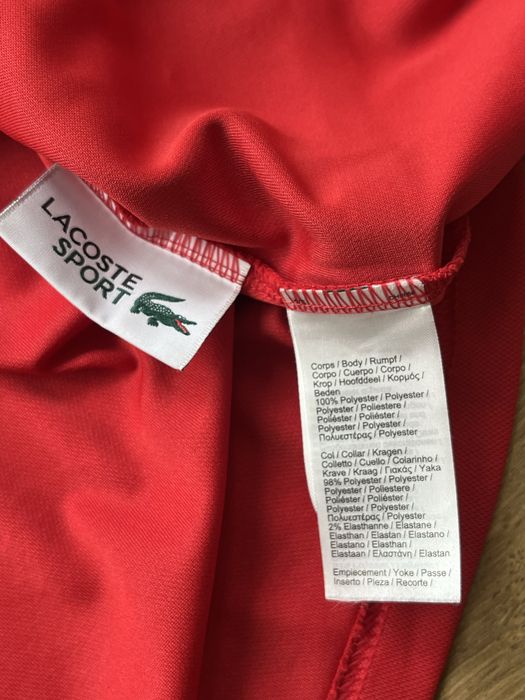 LACOSTE
SPORT
Corps / Body / Rumpf /
Corpo / Cuerpo / Corpo /
Krop / Hoofddeel / Κορμός /
Beden
100% Polyester / Polyester /
Polyester / Poliestere /
Poliéster / Poliéster /
Polyester / Polyester /
Πολυεστέρας / Polyester
Col / Collar / Kragen /
Colletto / Cuello / Colarinho /
Krave / Kraag / Γιακάς / Yaka
98% Polyester / Polyester /
Polyester / Poliestere /
Poliéster / Poliéster /
Polyester / Polyester /
Πολυεστέρας / Polyester
2% Elasthanne / Elastane /
Elasthan / Elastan / Elastano /
Elastano / Elasthan /
Elastaan / Ελαστάνη / Elastan
Empiecement / Yoke / Passe /
Inserto / Pieza / Recorte /